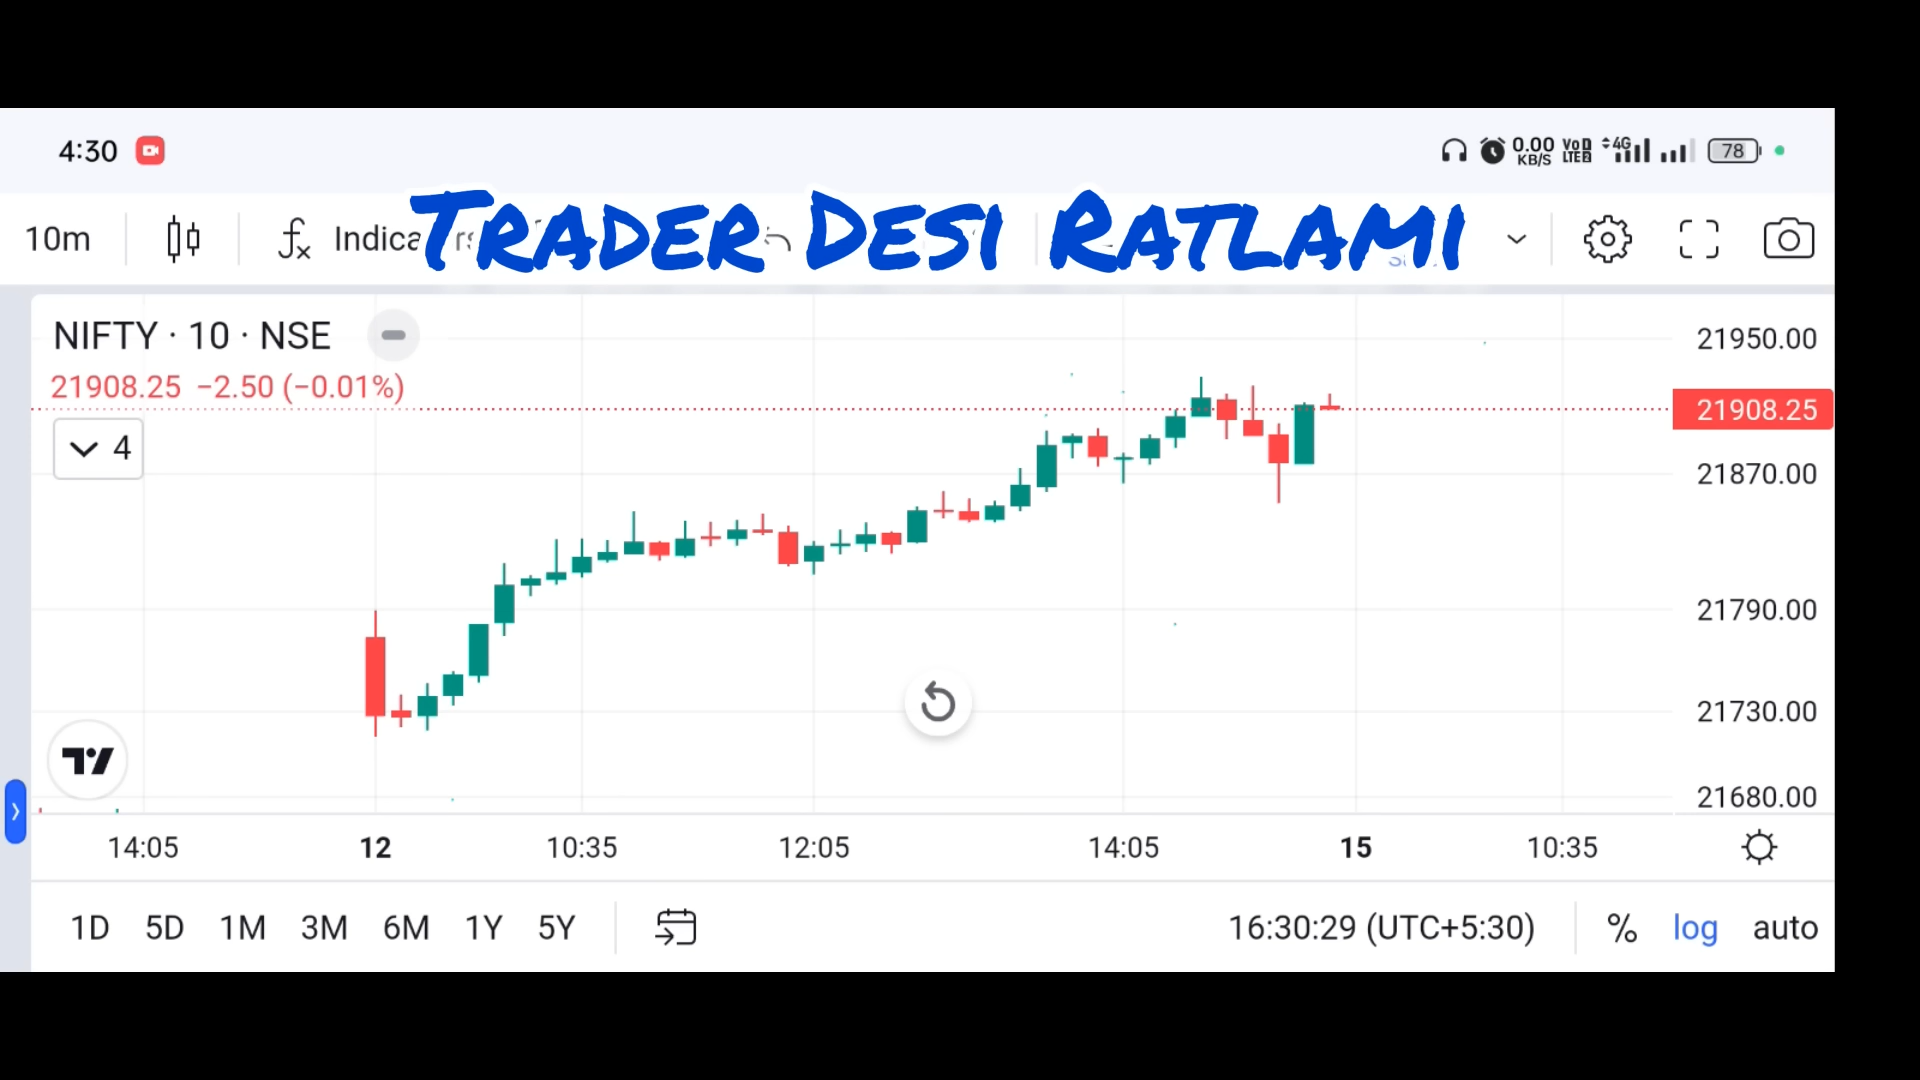 4:30 0.00 KB/S VoD LTE2 4G 78
TRADER DESI RATLAMI
10m Indica
NIFTY · 10 · NSE
21908.25 −2.50 (−0.01%)
4
21950.00
21908.25
21870.00
21790.00
21730.00
21680.00
14:05 12 10:35 12:05 14:05 15 10:35
1D 5D 1M 3M 6M 1Y 5Y 16:30:29 (UTC+5:30) % log auto